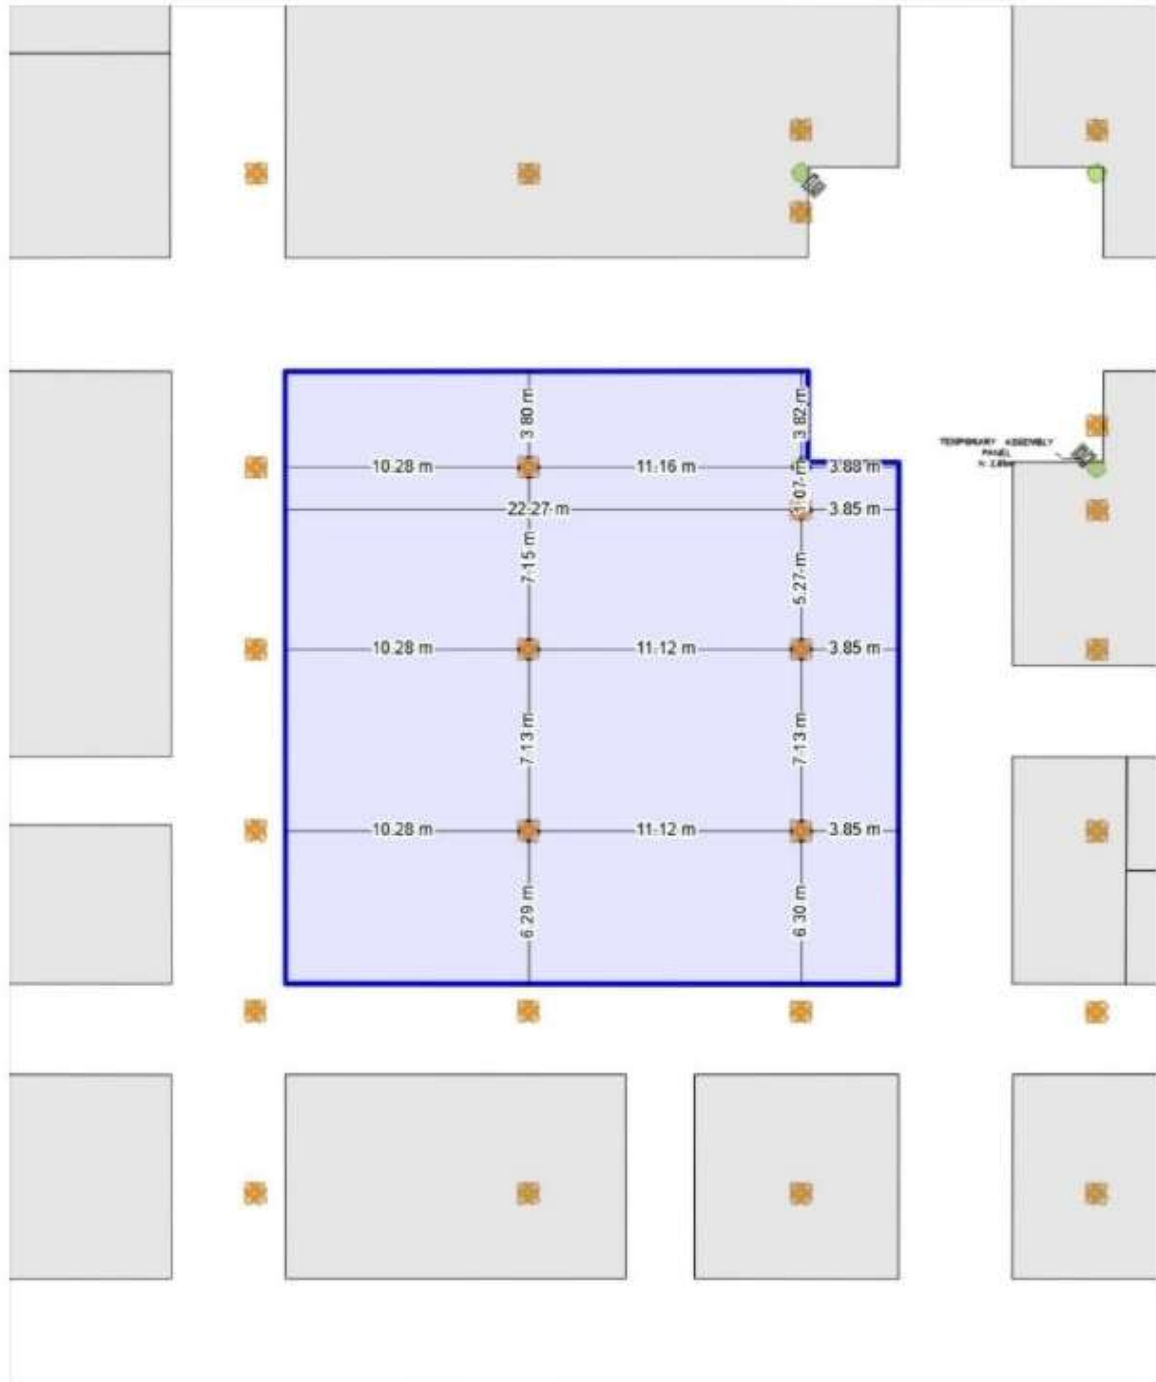 3.80 m
3.82 m
TEMPORARY ASSEMBLY
PANEL
10.28 m
11.16 m
3.88 m
1.07 m
22.27 m
3.85 m
7.15 m
5.27 m
10.28 m
11.12 m
3.85 m
7.13 m
7.13 m
10.28 m
11.12 m
3.85 m
6.29 m
6.30 m